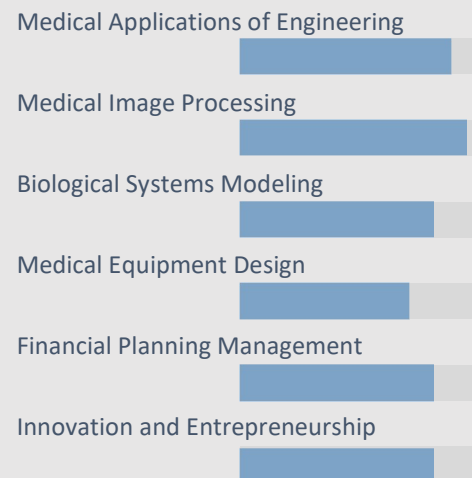 Medical Applications of Engineering
Medical Image Processing
Biological Systems Modeling
Medical Equipment Design
Financial Planning Management
Innovation and Entrepreneurship